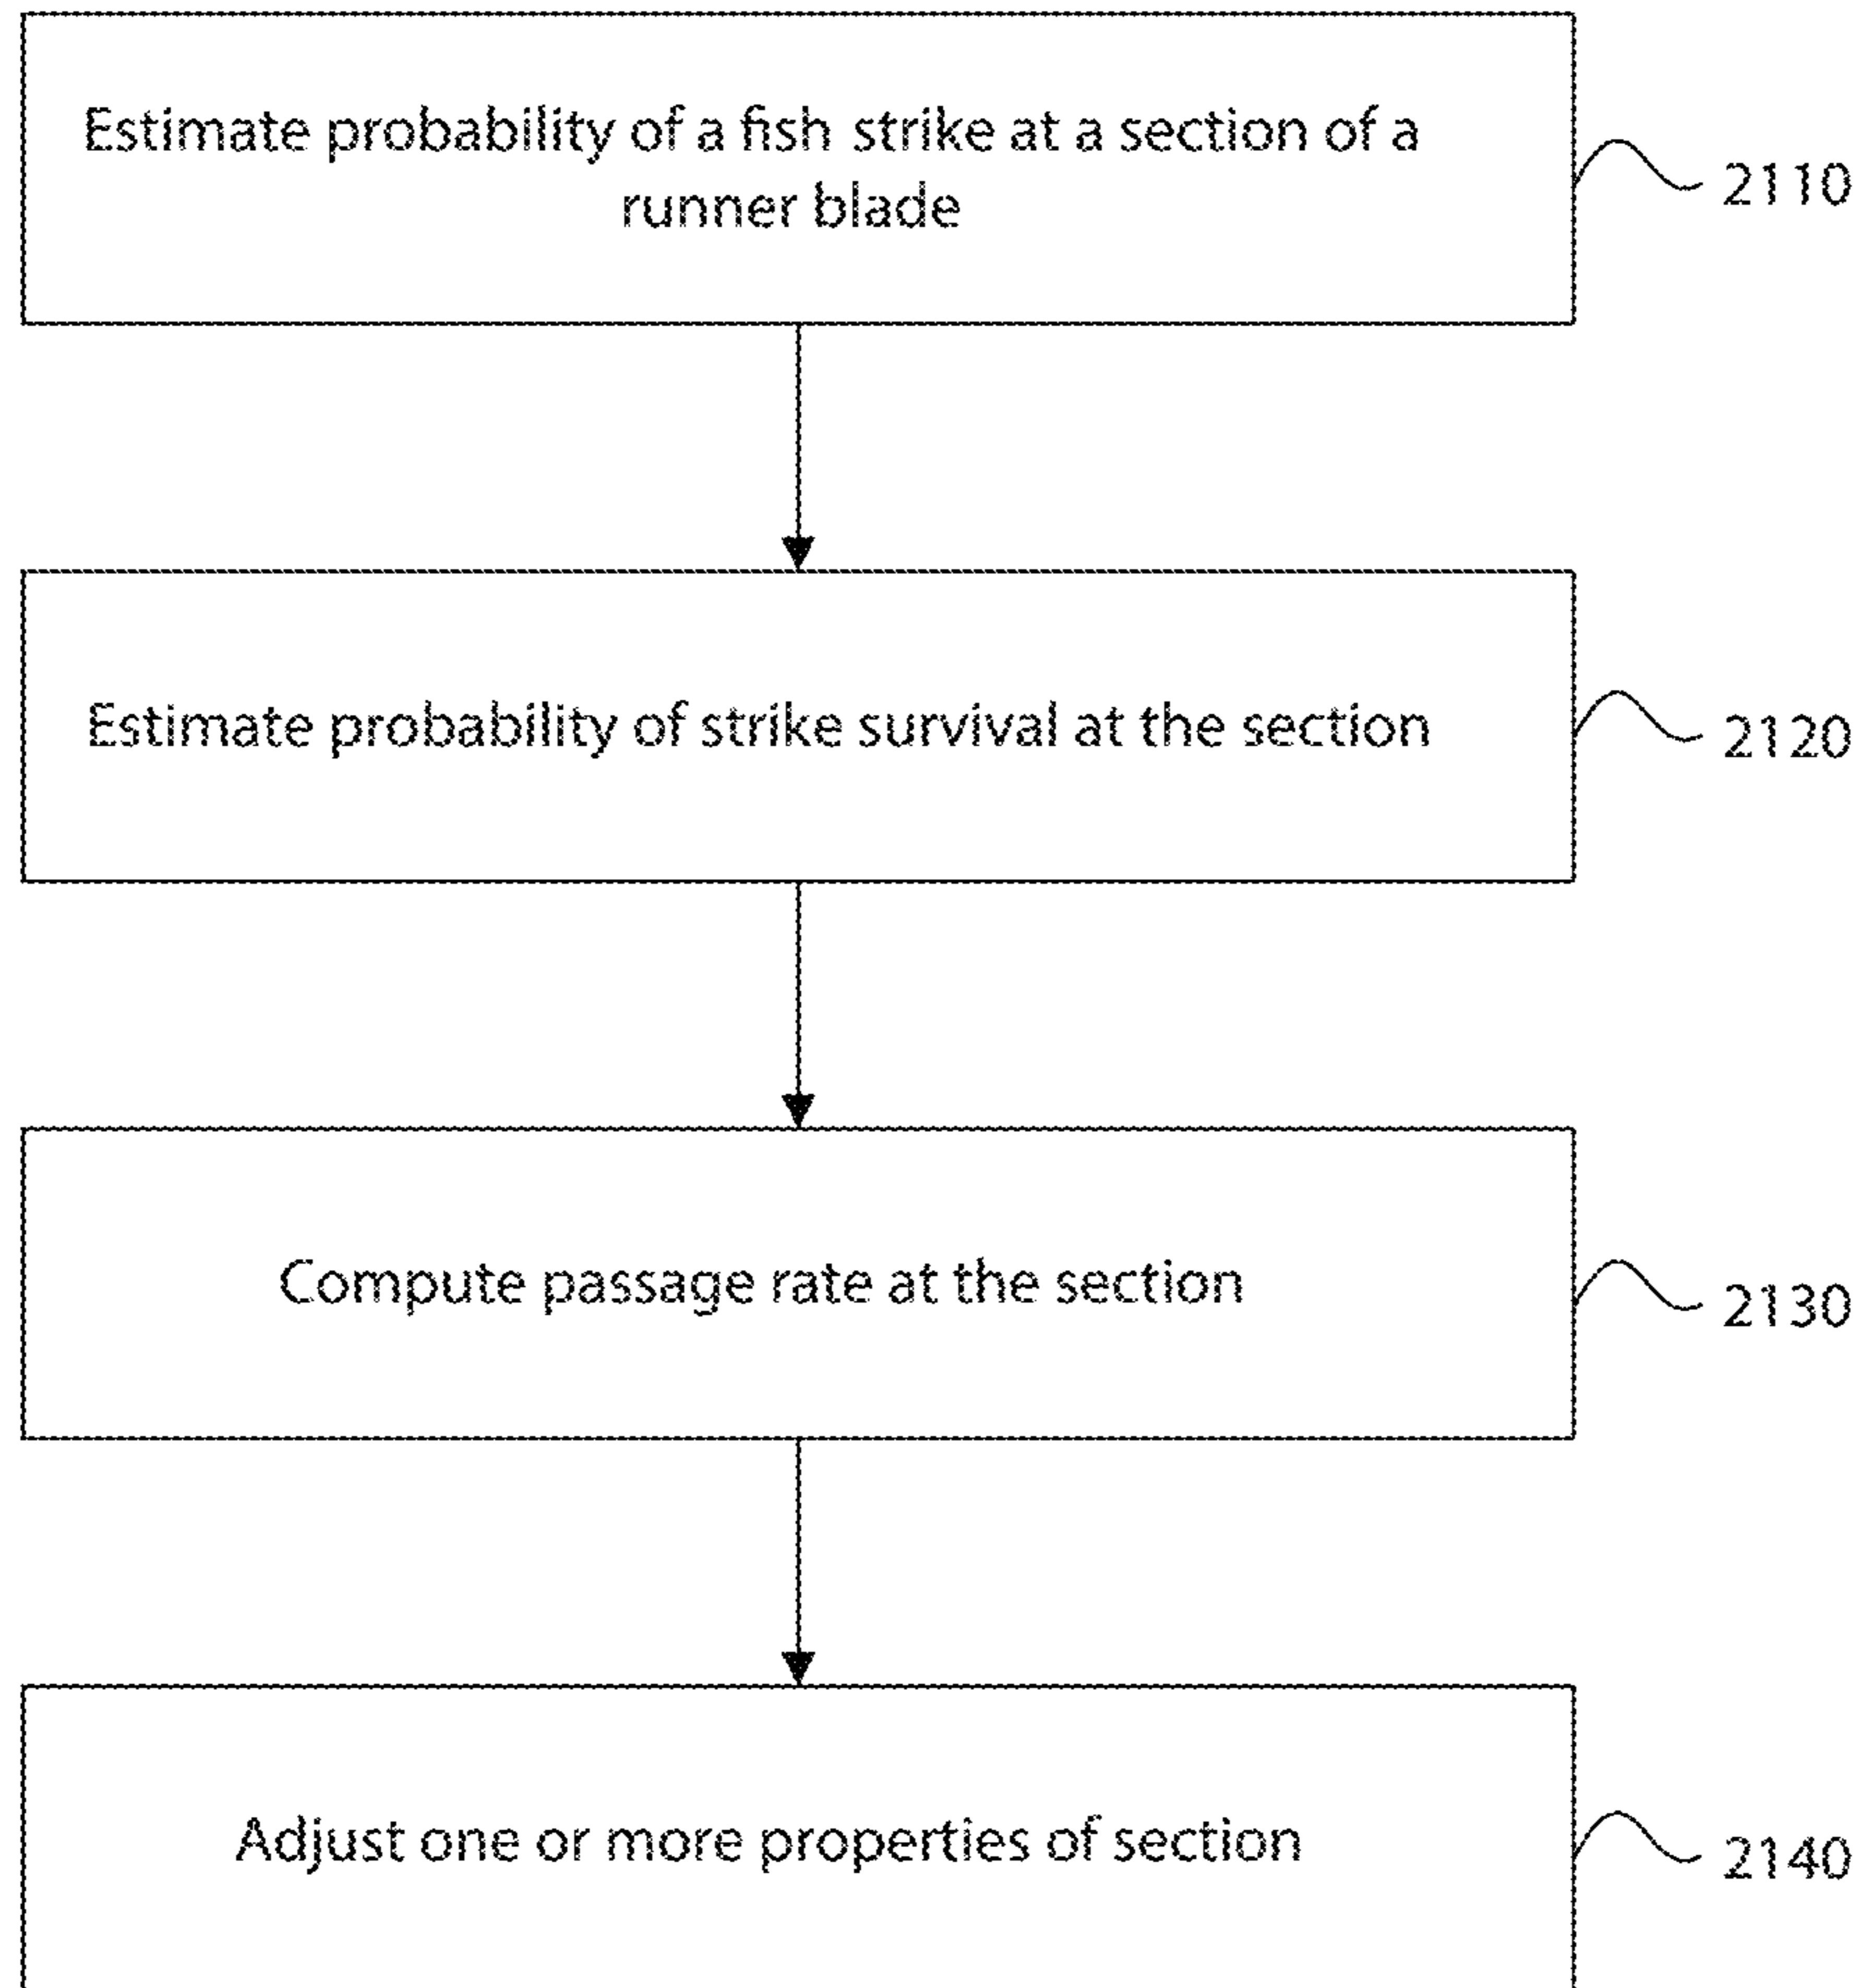 Estimate probability of a fish strike at a section of a
runner blade
2110
Estimate probability of strike survival at the section
2120
Compute passage rate at the section
2130
Adjust one or more properties of section
2140